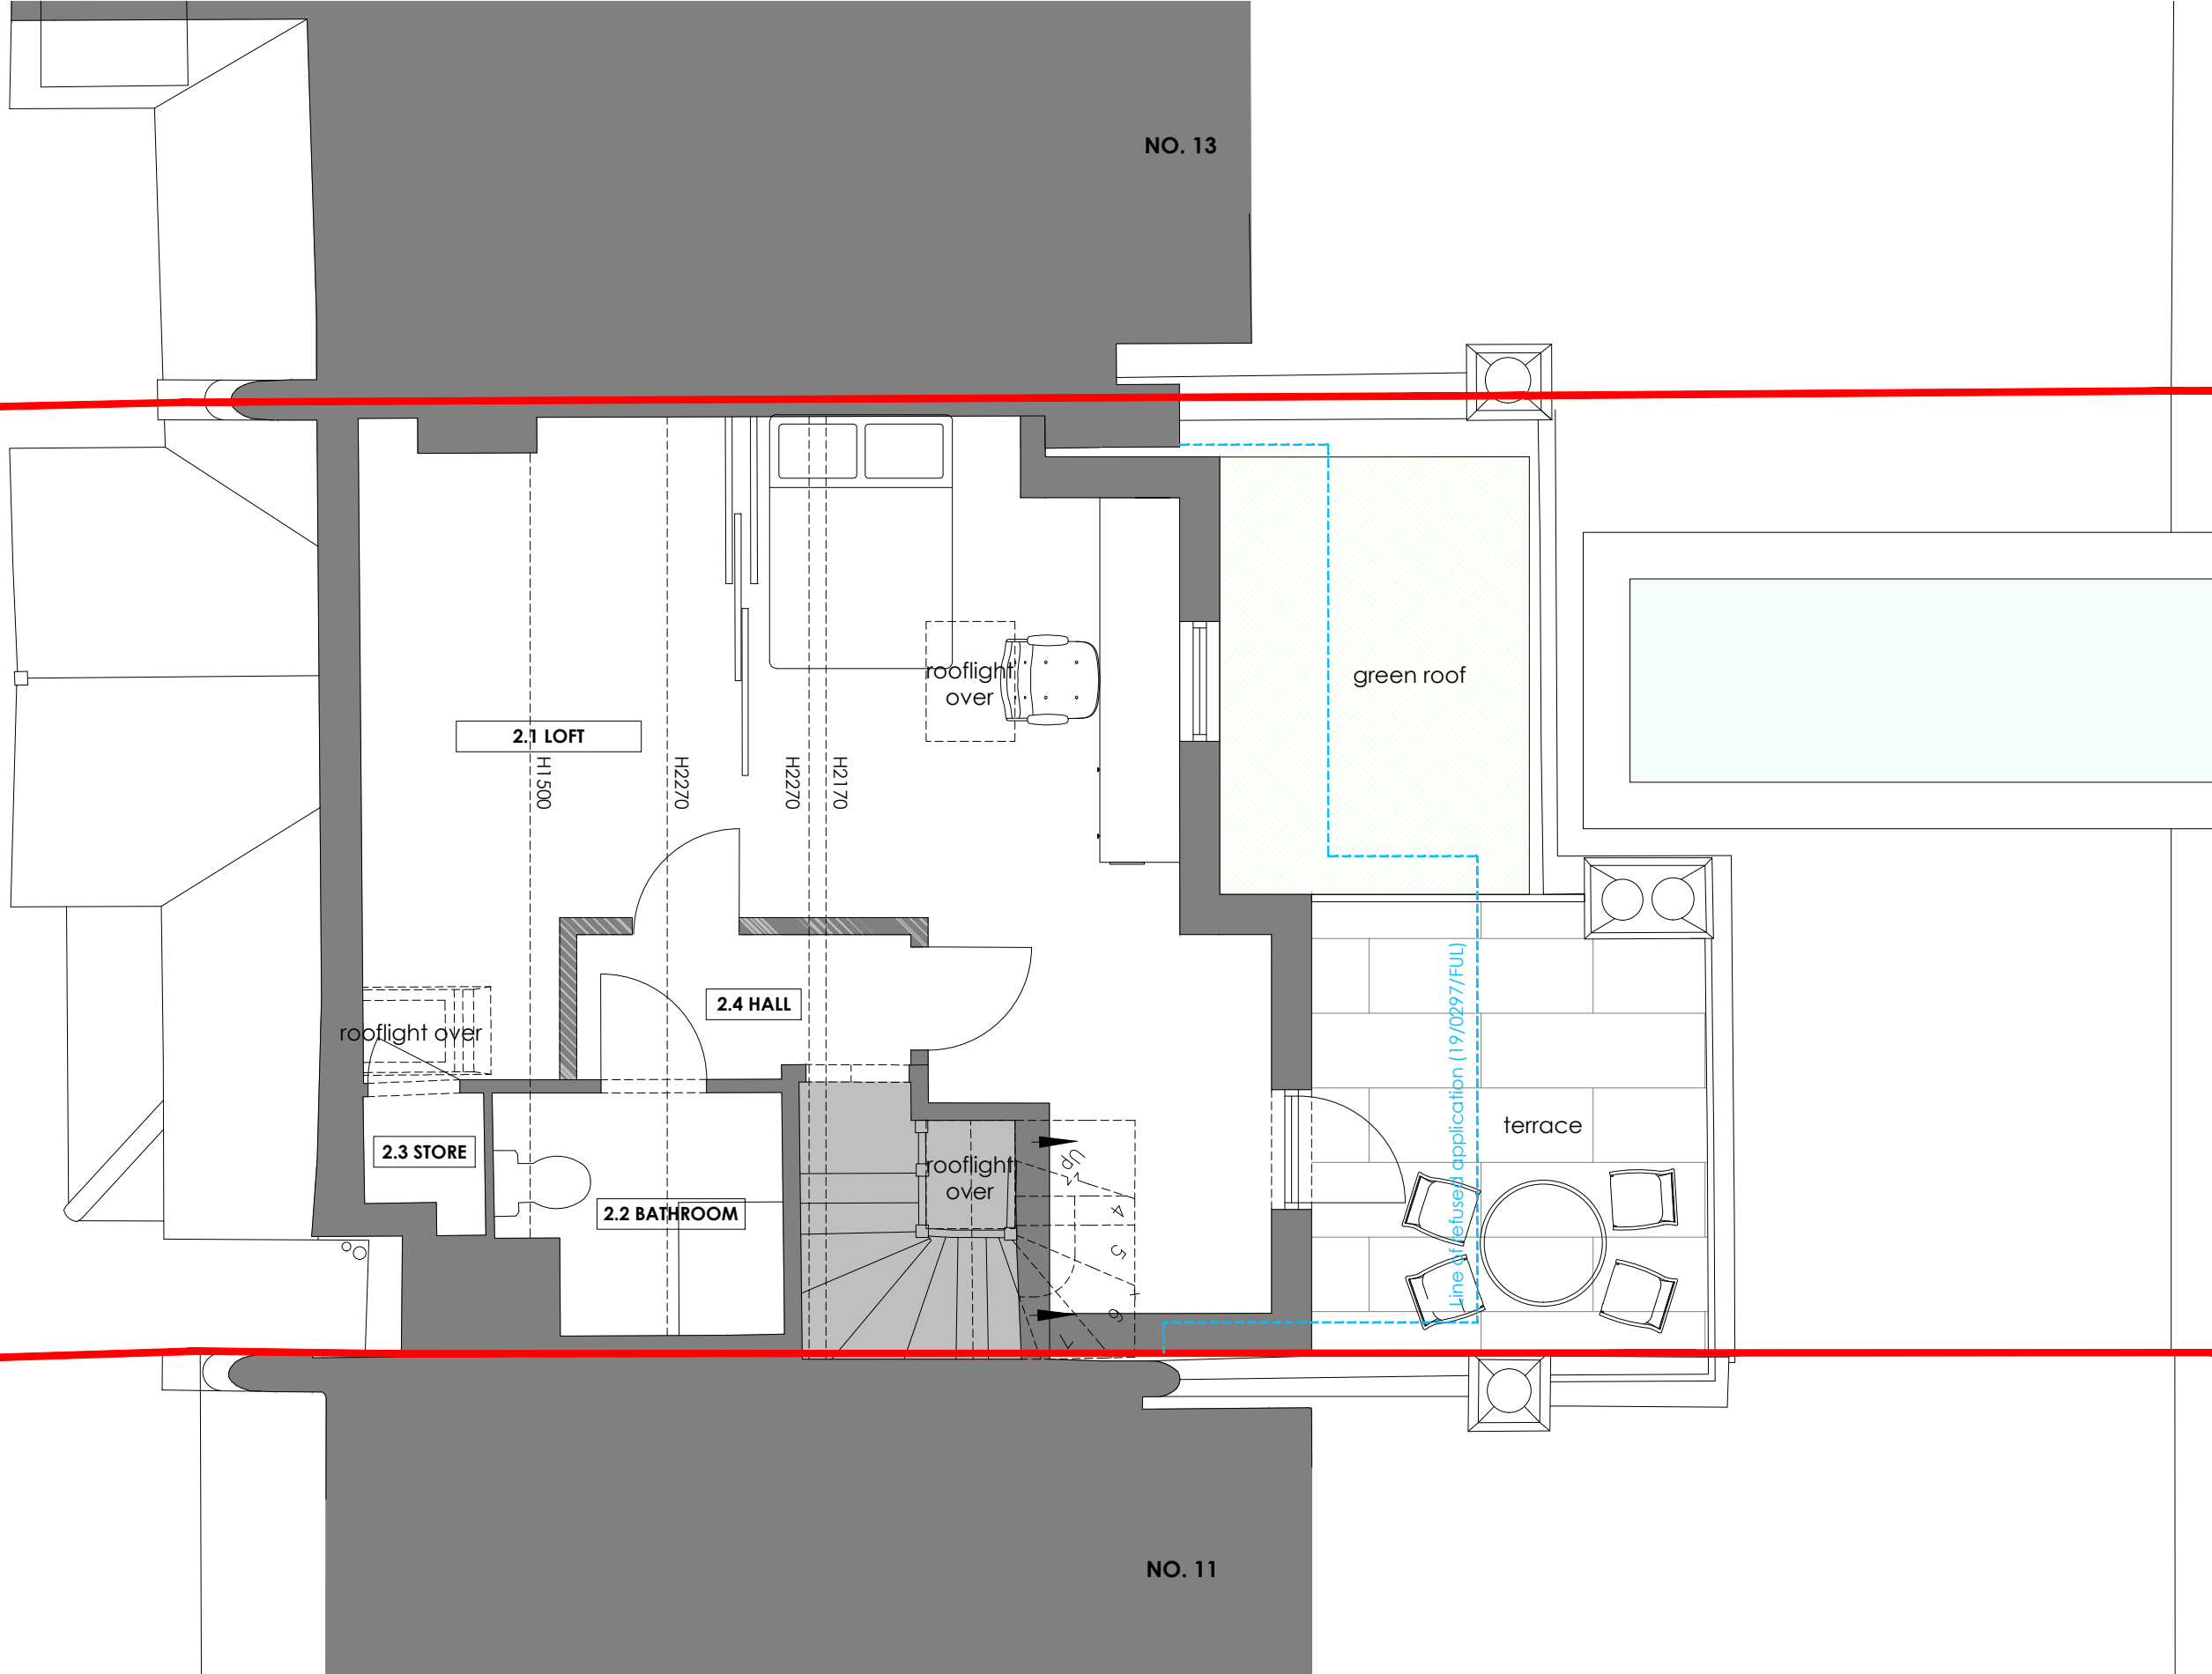 NO. 13
rooflight
over
green roof
2.1 LOFT
H1500
H2270
H2270
H2170
2.4 HALL
rooflight over
Line of refused application (19/0297/FUL)
terrace
2.3 STORE
rooflight
over
up
2.2 BATHROOM
4
5
6
7
NO. 11